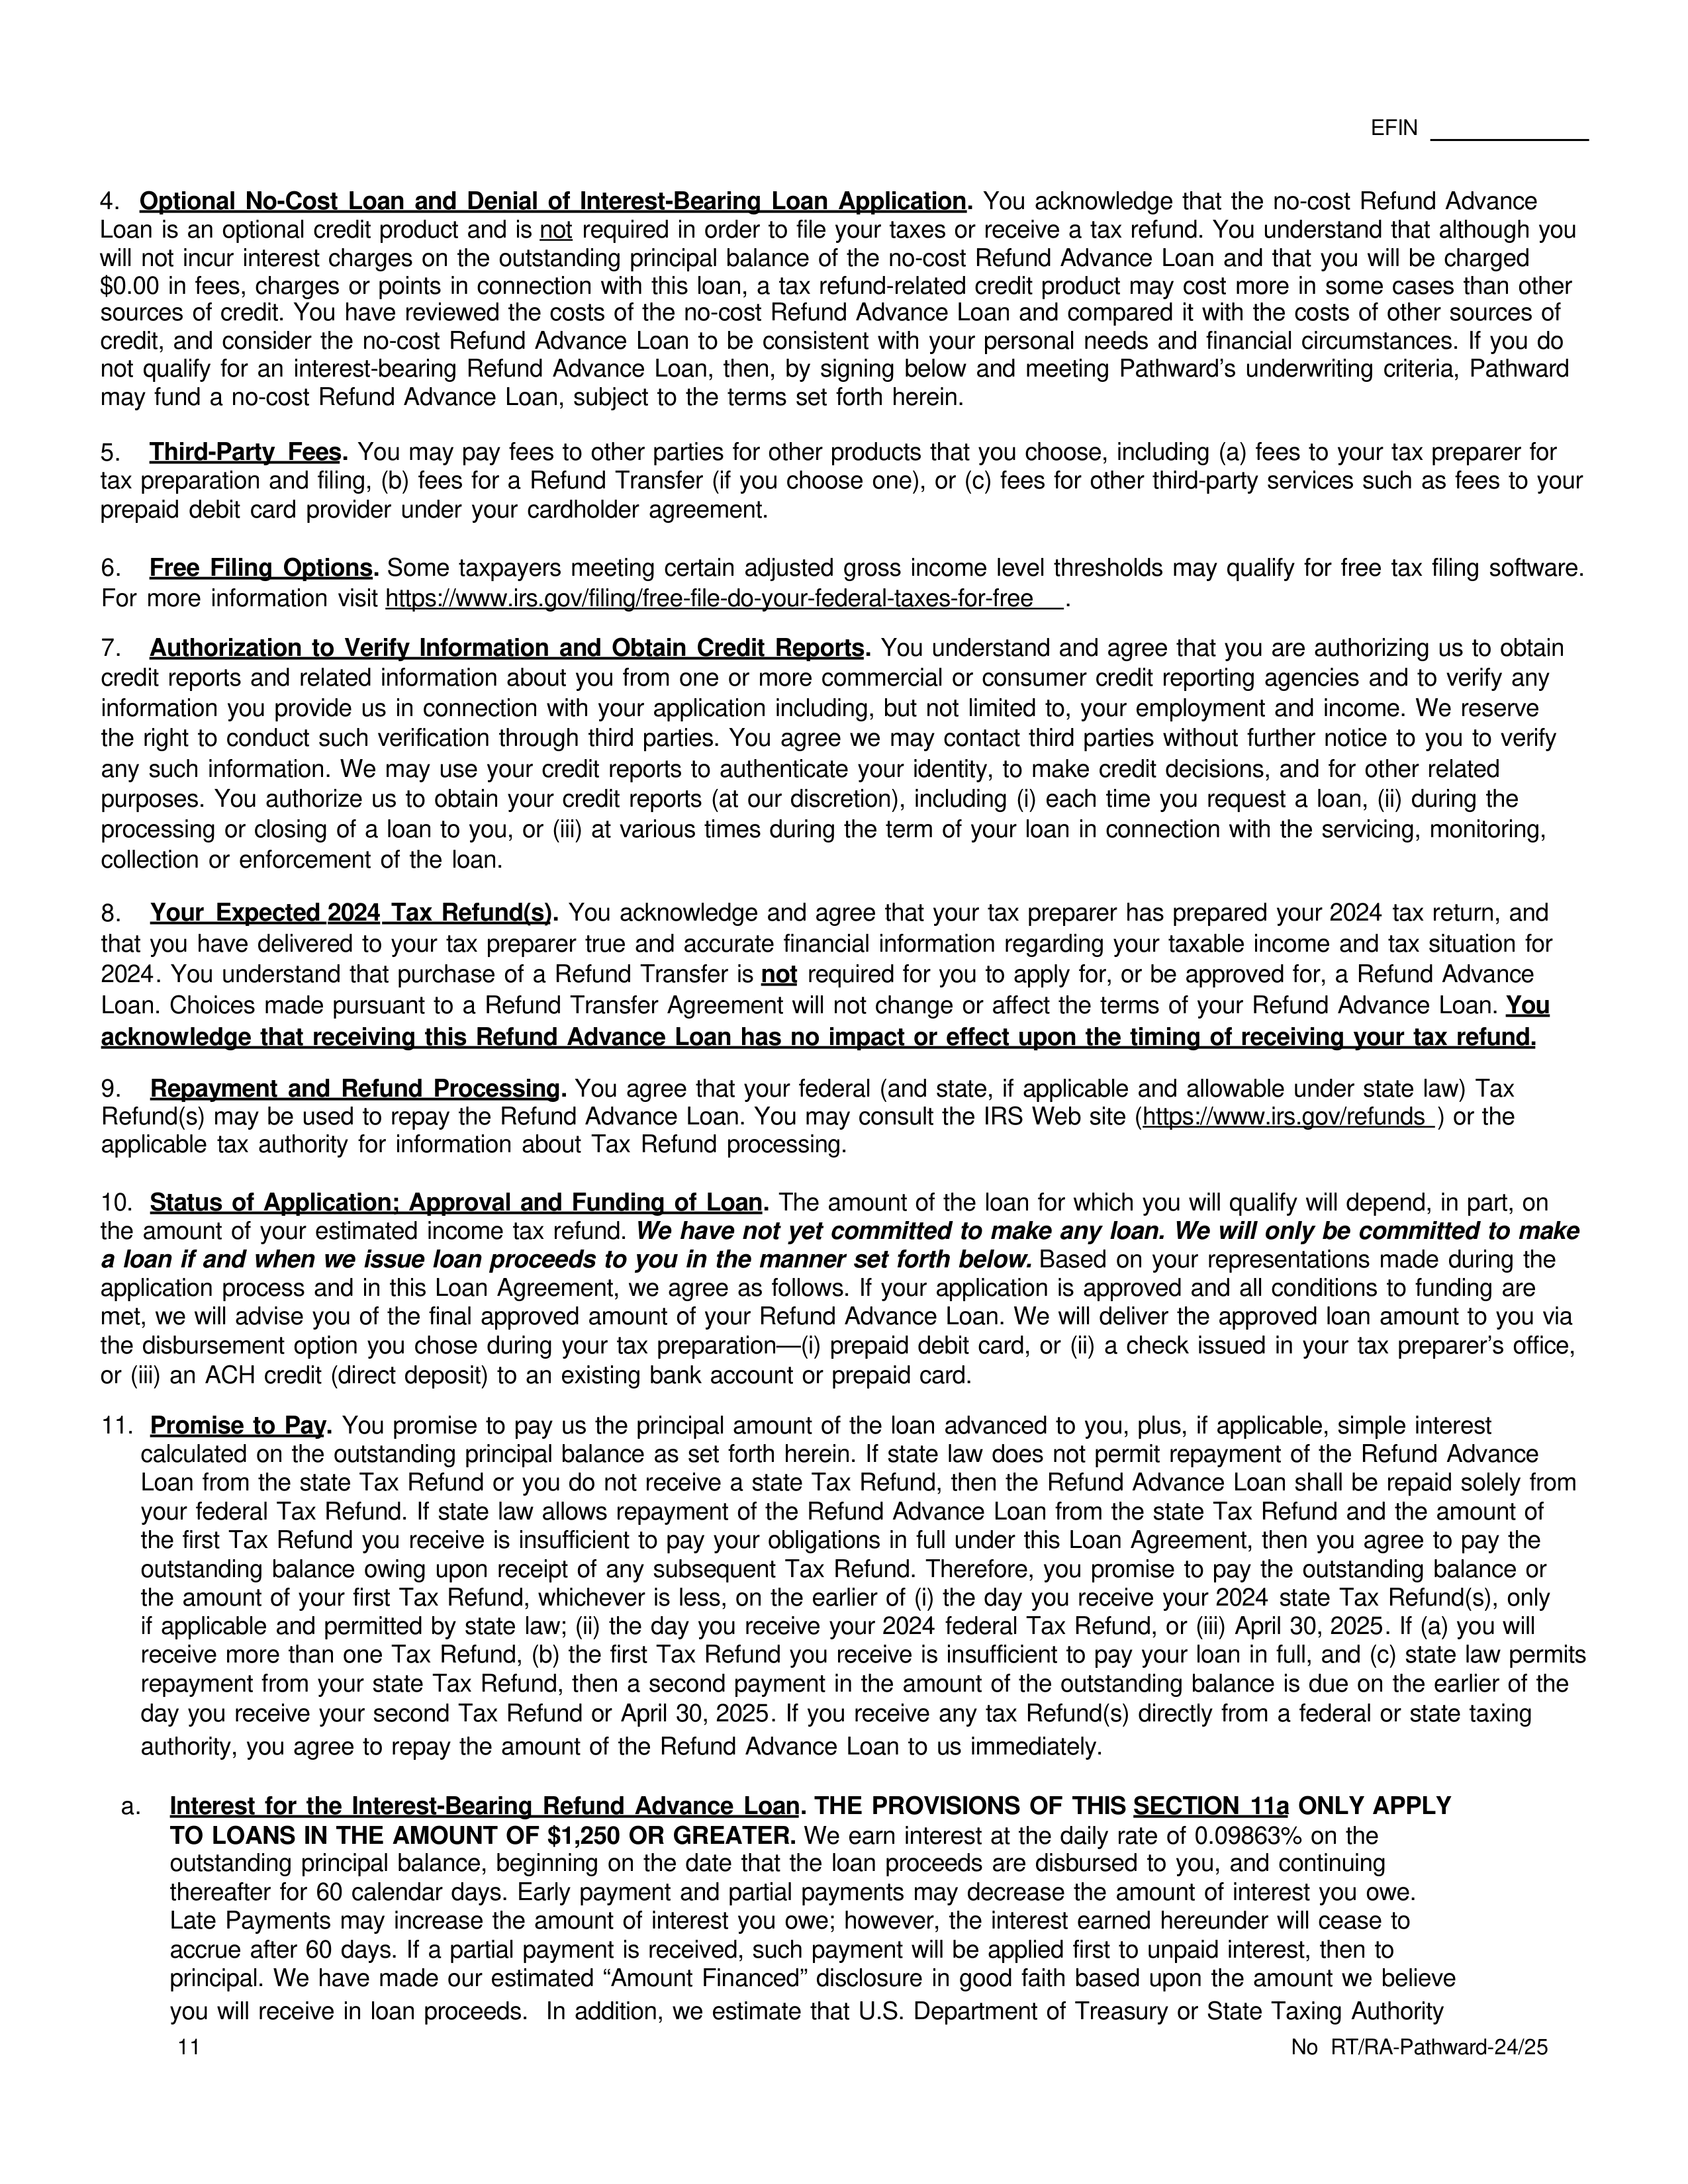 EFIN ____________
4. Optional No-Cost Loan and Denial of Interest-Bearing Loan Application. You acknowledge that the no-cost Refund Advance
Loan is an optional credit product and is not required in order to file your taxes or receive a tax refund. You understand that although you
will not incur interest charges on the outstanding principal balance of the no-cost Refund Advance Loan and that you will be charged
$0.00 in fees, charges or points in connection with this loan, a tax refund-related credit product may cost more in some cases than other
sources of credit. You have reviewed the costs of the no-cost Refund Advance Loan and compared it with the costs of other sources of
credit, and consider the no-cost Refund Advance Loan to be consistent with your personal needs and financial circumstances. If you do
not qualify for an interest-bearing Refund Advance Loan, then, by signing below and meeting Pathward’s underwriting criteria, Pathward
may fund a no-cost Refund Advance Loan, subject to the terms set forth herein.
5. Third-Party Fees. You may pay fees to other parties for other products that you choose, including (a) fees to your tax preparer for
tax preparation and filing, (b) fees for a Refund Transfer (if you choose one), or (c) fees for other third-party services such as fees to your
prepaid debit card provider under your cardholder agreement.
6. Free Filing Options. Some taxpayers meeting certain adjusted gross income level thresholds may qualify for free tax filing software.
For more information visit https://www.irs.gov/filing/free-file-do-your-federal-taxes-for-free .
7. Authorization to Verify Information and Obtain Credit Reports. You understand and agree that you are authorizing us to obtain
credit reports and related information about you from one or more commercial or consumer credit reporting agencies and to verify any
information you provide us in connection with your application including, but not limited to, your employment and income. We reserve
the right to conduct such verification through third parties. You agree we may contact third parties without further notice to you to verify
any such information. We may use your credit reports to authenticate your identity, to make credit decisions, and for other related
purposes. You authorize us to obtain your credit reports (at our discretion), including (i) each time you request a loan, (ii) during the
processing or closing of a loan to you, or (iii) at various times during the term of your loan in connection with the servicing, monitoring,
collection or enforcement of the loan.
8. Your Expected 2024 Tax Refund(s). You acknowledge and agree that your tax preparer has prepared your 2024 tax return, and
that you have delivered to your tax preparer true and accurate financial information regarding your taxable income and tax situation for
2024. You understand that purchase of a Refund Transfer is not required for you to apply for, or be approved for, a Refund Advance
Loan. Choices made pursuant to a Refund Transfer Agreement will not change or affect the terms of your Refund Advance Loan. You
acknowledge that receiving this Refund Advance Loan has no impact or effect upon the timing of receiving your tax refund.
9. Repayment and Refund Processing. You agree that your federal (and state, if applicable and allowable under state law) Tax
Refund(s) may be used to repay the Refund Advance Loan. You may consult the IRS Web site (https://www.irs.gov/refunds ) or the
applicable tax authority for information about Tax Refund processing.
10. Status of Application; Approval and Funding of Loan. The amount of the loan for which you will qualify will depend, in part, on
the amount of your estimated income tax refund. We have not yet committed to make any loan. We will only be committed to make
a loan if and when we issue loan proceeds to you in the manner set forth below. Based on your representations made during the
application process and in this Loan Agreement, we agree as follows. If your application is approved and all conditions to funding are
met, we will advise you of the final approved amount of your Refund Advance Loan. We will deliver the approved loan amount to you via
the disbursement option you chose during your tax preparation—(i) prepaid debit card, or (ii) a check issued in your tax preparer’s office,
or (iii) an ACH credit (direct deposit) to an existing bank account or prepaid card.
11. Promise to Pay. You promise to pay us the principal amount of the loan advanced to you, plus, if applicable, simple interest
calculated on the outstanding principal balance as set forth herein. If state law does not permit repayment of the Refund Advance
Loan from the state Tax Refund or you do not receive a state Tax Refund, then the Refund Advance Loan shall be repaid solely from
your federal Tax Refund. If state law allows repayment of the Refund Advance Loan from the state Tax Refund and the amount of
the first Tax Refund you receive is insufficient to pay your obligations in full under this Loan Agreement, then you agree to pay the
outstanding balance owing upon receipt of any subsequent Tax Refund. Therefore, you promise to pay the outstanding balance or
the amount of your first Tax Refund, whichever is less, on the earlier of (i) the day you receive your 2024 state Tax Refund(s), only
if applicable and permitted by state law; (ii) the day you receive your 2024 federal Tax Refund, or (iii) April 30, 2025. If (a) you will
receive more than one Tax Refund, (b) the first Tax Refund you receive is insufficient to pay your loan in full, and (c) state law permits
repayment from your state Tax Refund, then a second payment in the amount of the outstanding balance is due on the earlier of the
day you receive your second Tax Refund or April 30, 2025. If you receive any tax Refund(s) directly from a federal or state taxing
authority, you agree to repay the amount of the Refund Advance Loan to us immediately.
a. Interest for the Interest-Bearing Refund Advance Loan. THE PROVISIONS OF THIS SECTION 11a ONLY APPLY
TO LOANS IN THE AMOUNT OF $1,250 OR GREATER. We earn interest at the daily rate of 0.09863% on the
outstanding principal balance, beginning on the date that the loan proceeds are disbursed to you, and continuing
thereafter for 60 calendar days. Early payment and partial payments may decrease the amount of interest you owe.
Late Payments may increase the amount of interest you owe; however, the interest earned hereunder will cease to
accrue after 60 days. If a partial payment is received, such payment will be applied first to unpaid interest, then to
principal. We have made our estimated “Amount Financed” disclosure in good faith based upon the amount we believe
you will receive in loan proceeds. In addition, we estimate that U.S. Department of Treasury or State Taxing Authority
11 No RT/RA-Pathward-24/25